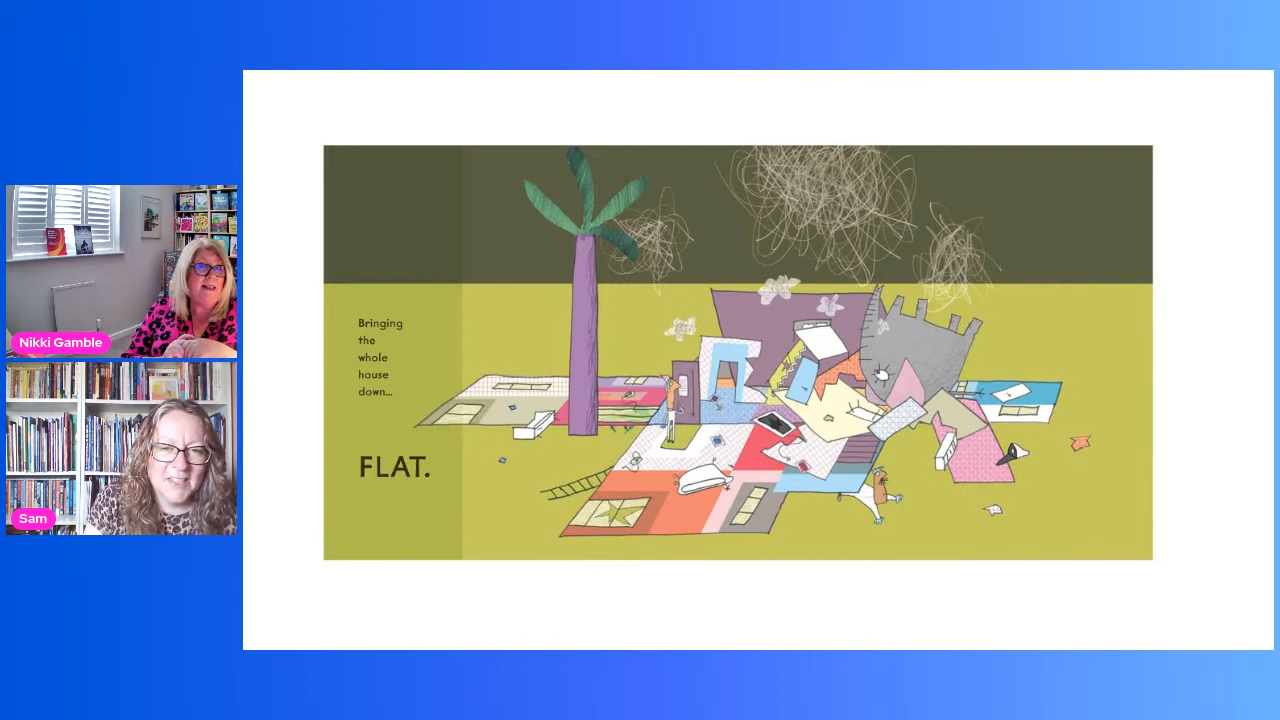 Nikki Gamble
Sam
Bringing
the
whole
house
down...
FLAT.